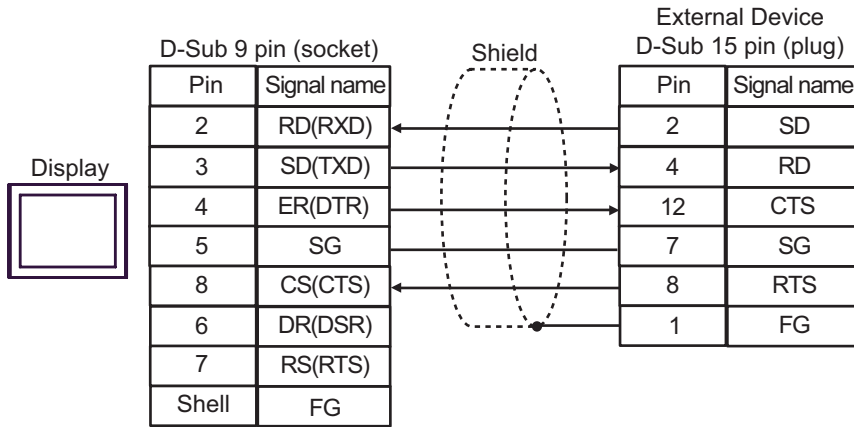 External Device
D-Sub 9 pin (socket)
Shield
D-Sub 15 pin (plug)
Pin Signal name
Pin Signal name
2 RD(RXD)
2 SD
Display
3 SD(TXD)
4 RD
4 ER(DTR)
12 CTS
5 SG
7 SG
8 CS(CTS)
8 RTS
6 DR(DSR)
1 FG
7 RS(RTS)
Shell FG